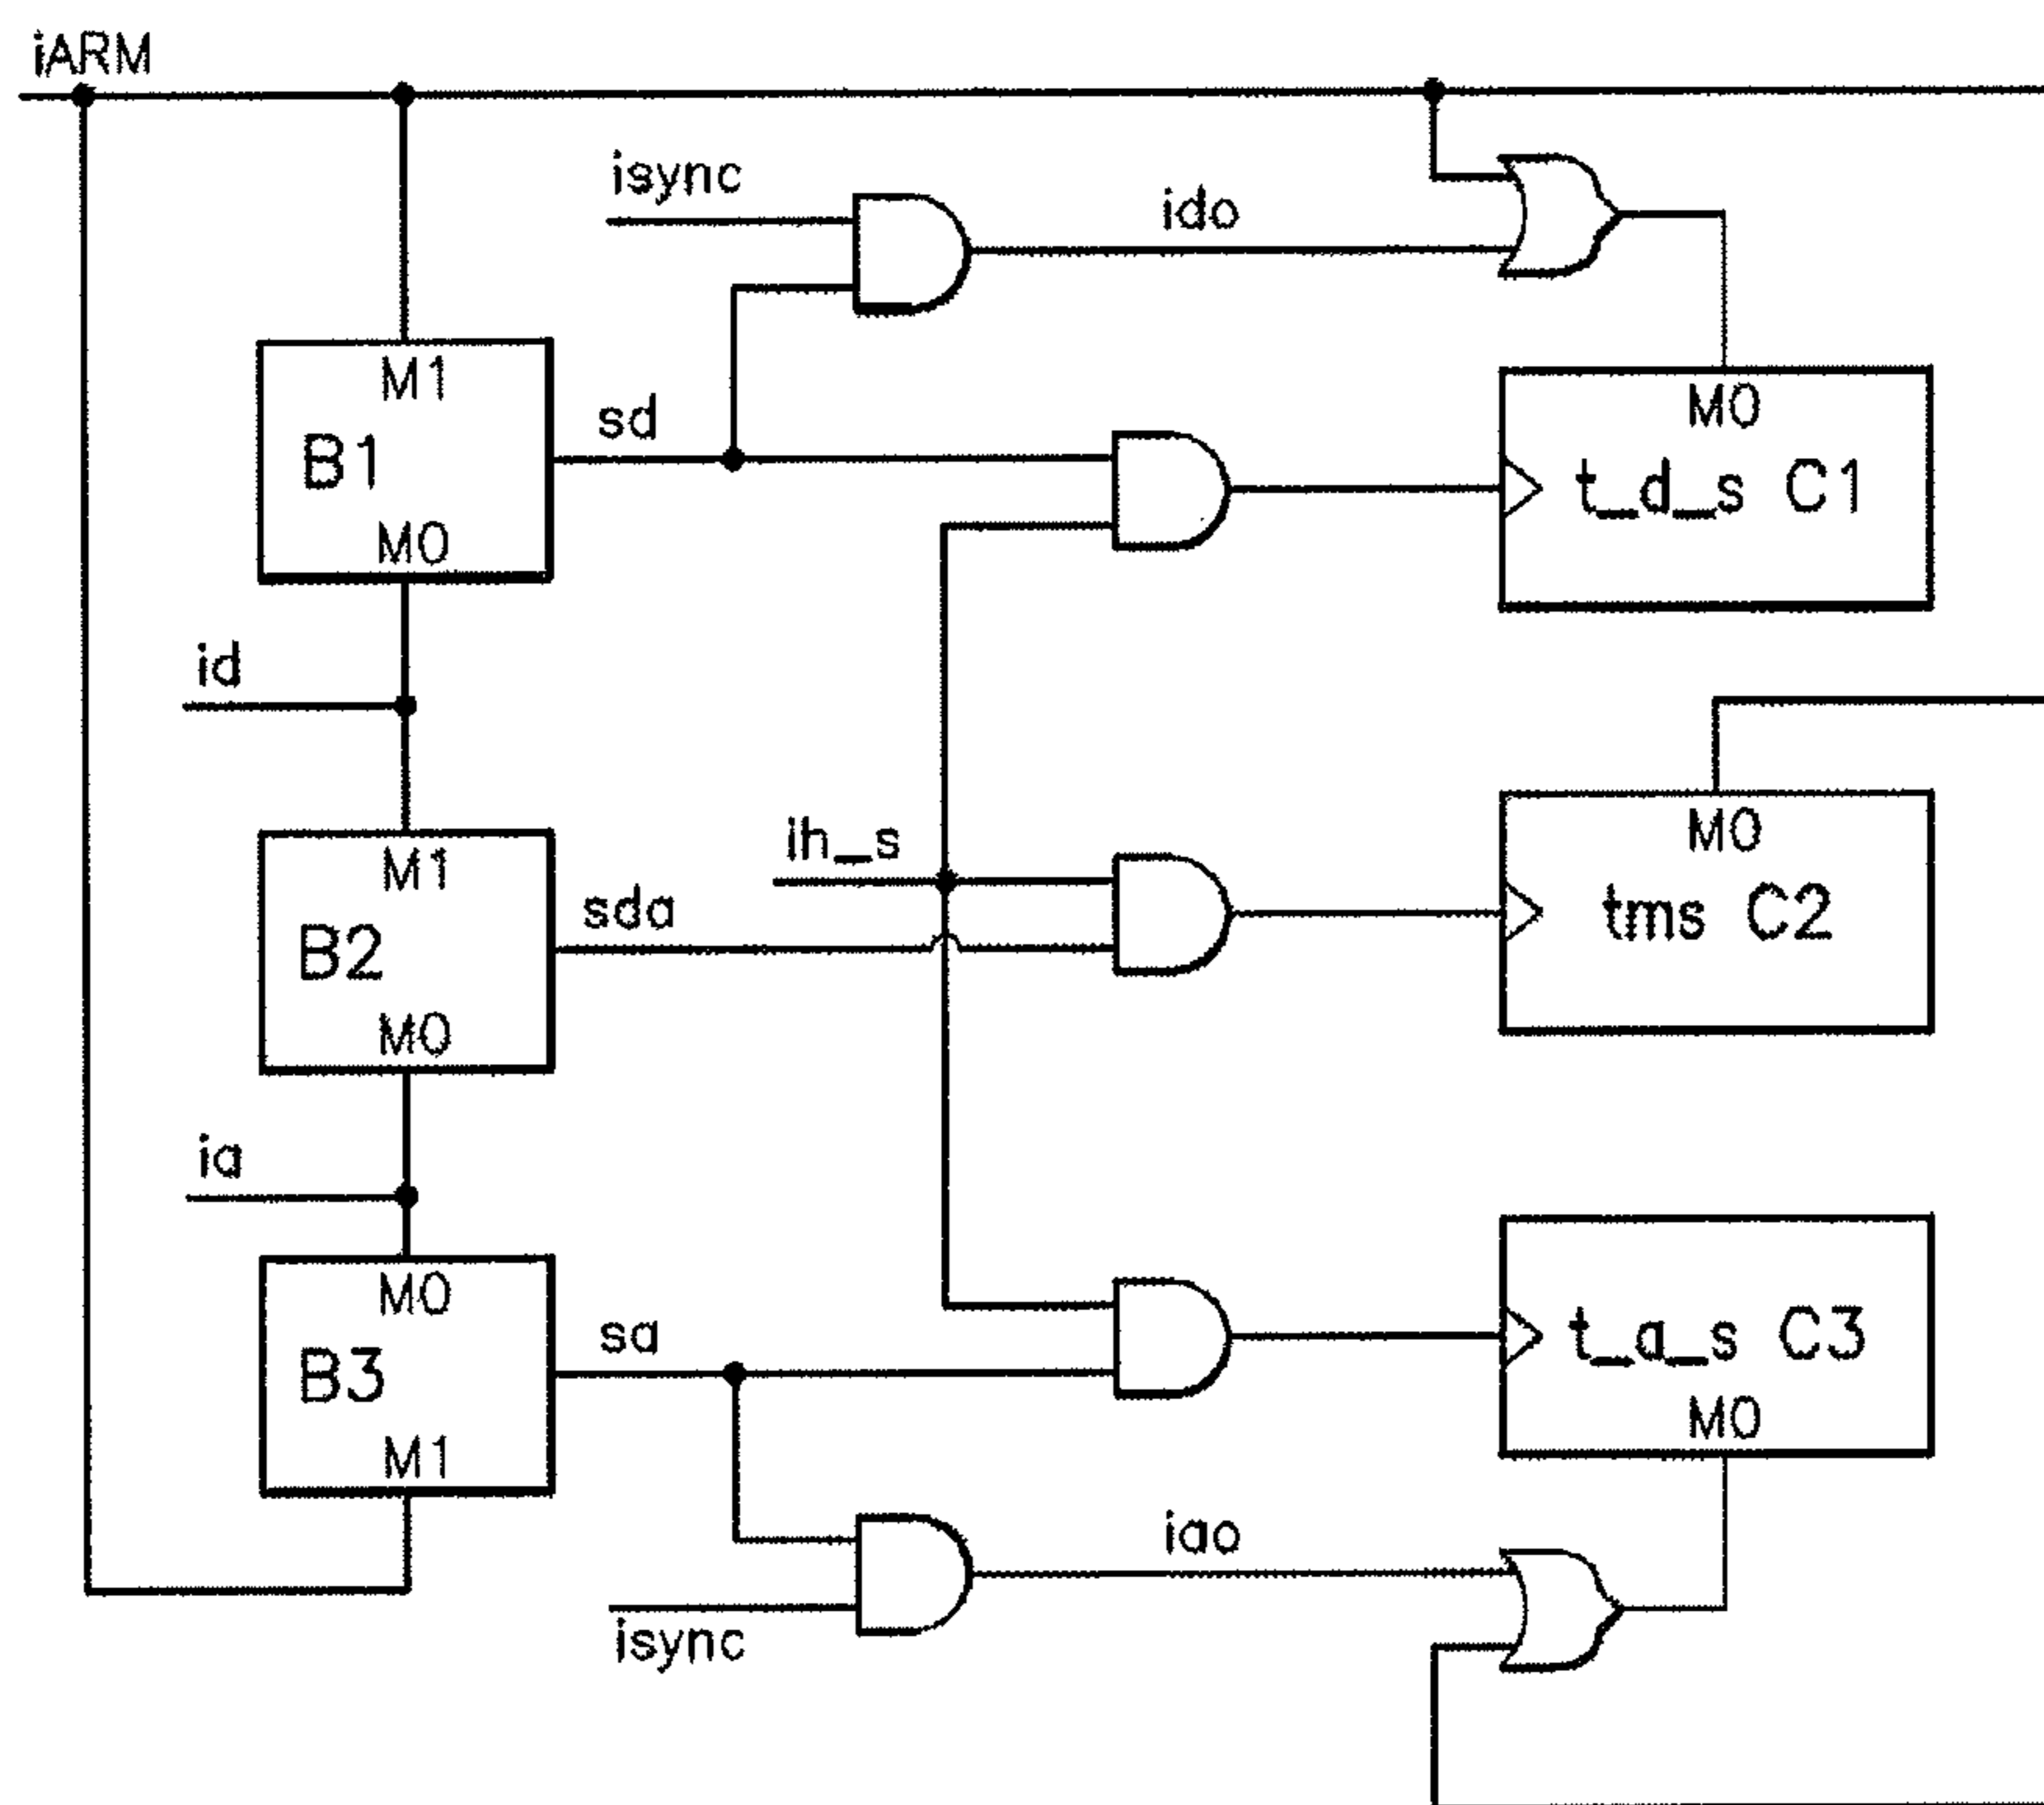 iARM
isync
ido
M1
B1
M0
sd
M0
t_d_s C1
id
M1
B2
M0
ih_s
sda
M0
tms C2
ia
M0
B3
M1
sa
t_a_s C3
M0
iao
isync